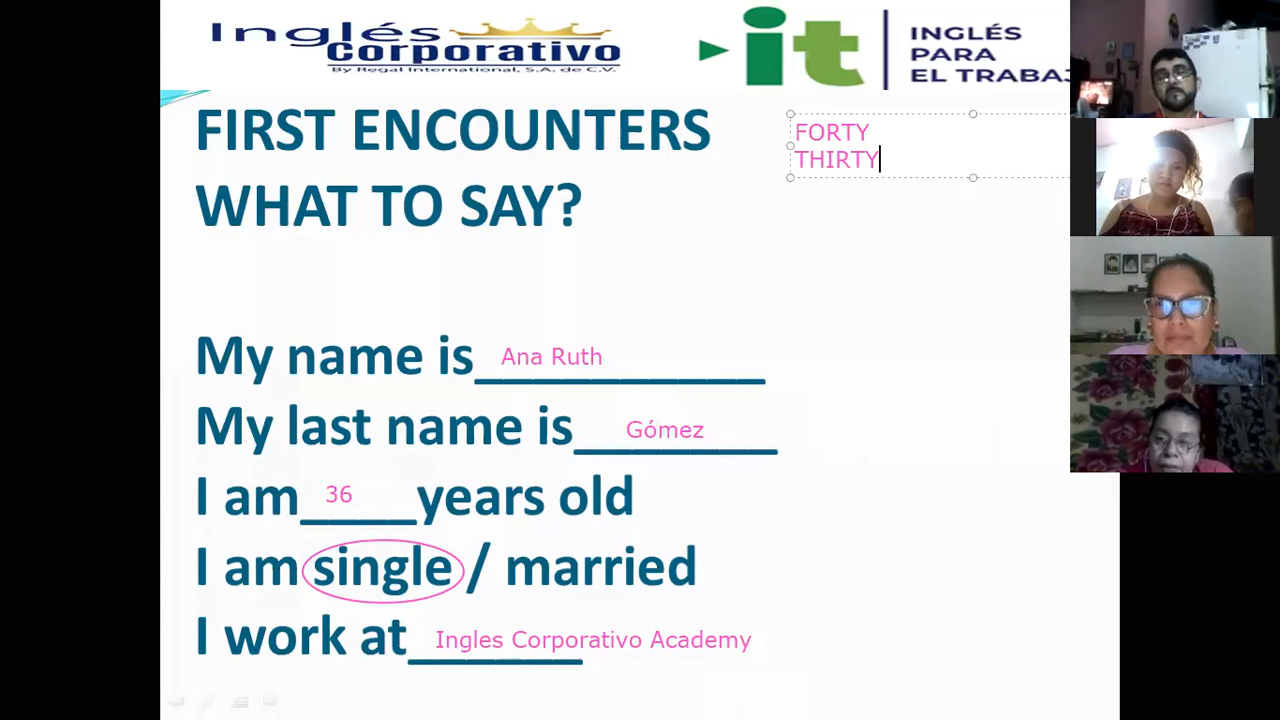 Inglés
Corporativo
By Regal International, S.A. de C.V.
it
INGLÉS
PARA
EL TRABAJ
FIRST ENCOUNTERS
WHAT TO SAY?
FORTY
THIRTY
My name is Ana Ruth
My last name is Gómez
I am 36 years old
I am single / married
I work at Ingles Corporativo Academy